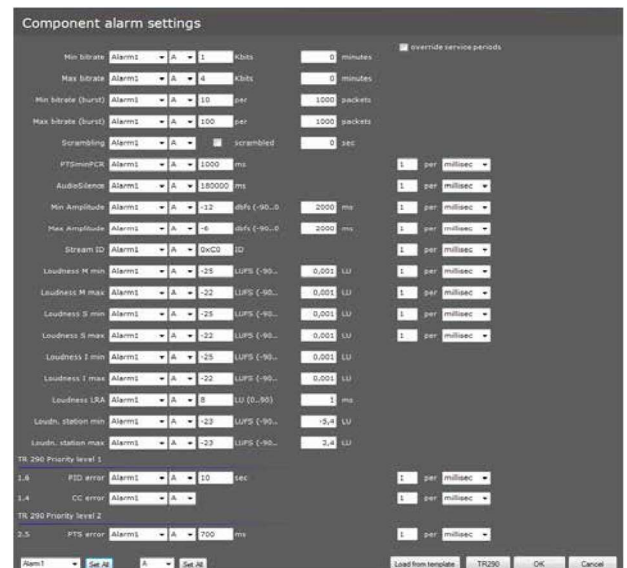 Component alarm settings
override service periods
Min bitrate Alarm1 A 1 Kbits 0 minutes
Max bitrate Alarm1 A 4 Kbits 0 minutes
Min bitrate (burst) Alarm1 A 10 per 1000 packets
Max bitrate (burst) Alarm1 A 100 per 1000 packets
Scrambling Alarm1 A scrambled 0 sec
PTSminPCR Alarm1 A 1000 ms 1 per millisec
AudioSilence Alarm1 A 180000 ms 1 per millisec
Min Amplitude Alarm1 A -12 dbfs (-90..0 2000 ms 1 per millisec
Max Amplitude Alarm1 A -6 dbfs (-90..0 2000 ms 1 per millisec
Stream ID Alarm1 A 0xC0 ID 1 per millisec
Loudness M min Alarm1 A -25 LUFS (-90... 0,001 LU 1 per millisec
Loudness M max Alarm1 A -22 LUFS (-90... 0,001 LU 1 per millisec
Loudness S min Alarm1 A -25 LUFS (-90... 0,001 LU 1 per millisec
Loudness S max Alarm1 A -22 LUFS (-90... 0,001 LU 1 per millisec
Loudness I min Alarm1 A -25 LUFS (-90... 0,001 LU
Loudness I max Alarm1 A -22 LUFS (-90... 0,001 LU
Loudness LRA Alarm1 A 8 LU (0..90) 1 ms
Loudn. station min Alarm1 A -23 LUFS (-90... LU
Loudn. station max Alarm1 A -23 LUFS (-90... LU
TR 290 Priority level 1
1.6 PID error Alarm1 A 10 sec 1 per millisec
1.4 CC error Alarm1 A 1 per millisec
TR 290 Priority level 2
2.5 PTS error Alarm1 A 700 ms 1 per millisec
Alarm1 Set All A Set All Load from template TR290 OK Cancel